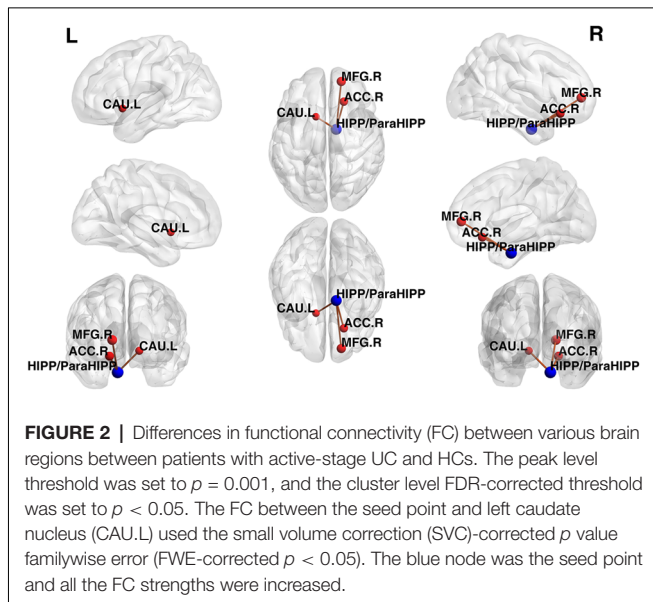 L
R
CAU.L
MFG.R
ACC.R
CAU.L
HIPP/ParaHIPP
MFG.R
ACC.R
HIPP/ParaHIPP
CAU.L
MFG.R
ACC.R
HIPP/ParaHIPP
HIPP/ParaHIPP
CAU.L
ACC.R
MFG.R
MFG.R
ACC.R
CAU.L
HIPP/ParaHIPP
MFG.R
CAU.L
ACC.R
HIPP/ParaHIPP
FIGURE 2 | Differences in functional connectivity (FC) between various brain
regions between patients with active-stage UC and HCs. The peak level
threshold was set to p = 0.001, and the cluster level FDR-corrected threshold
was set to p < 0.05. The FC between the seed point and left caudate
nucleus (CAU.L) used the small volume correction (SVC)-corrected p value
familywise error (FWE-corrected p < 0.05). The blue node was the seed point
and all the FC strengths were increased.